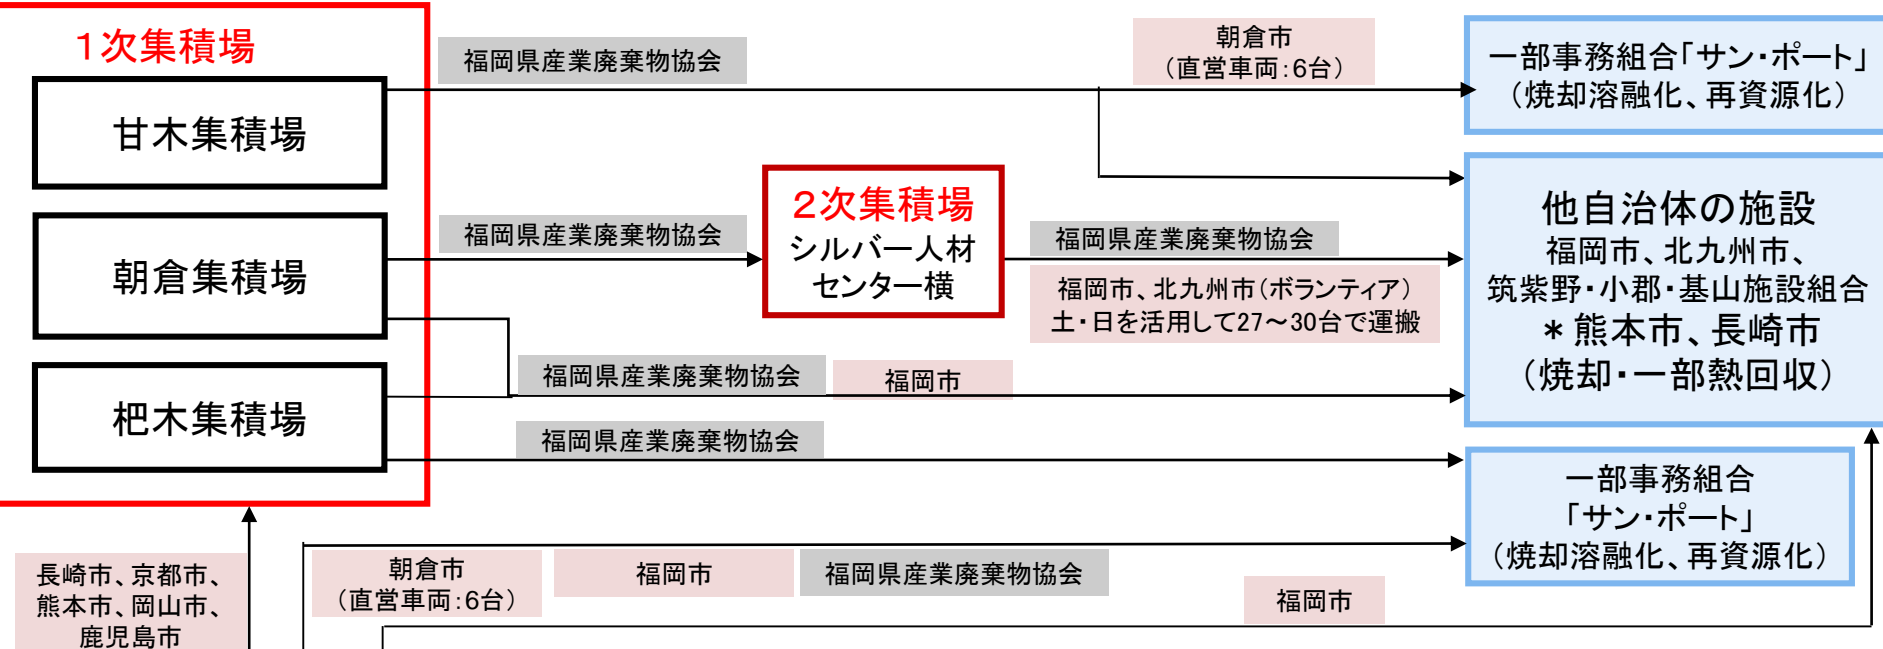 1次集積場
甘木集積場
朝倉集積場
杷木集積場
福岡県産業廃棄物協会
朝倉市
（直営車両：6台）
一部事務組合「サン・ポート」
（焼却溶融化、再資源化）
福岡県産業廃棄物協会
2次集積場
シルバー人材
センター横
福岡県産業廃棄物協会
福岡市、北九州市（ボランティア）
土・日を活用して27～30台で運搬
他自治体の施設
福岡市、北九州市、
筑紫野・小郡・基山施設組合
＊熊本市、長崎市
（焼却・一部熱回収）
福岡県産業廃棄物協会
福岡市
福岡県産業廃棄物協会
一部事務組合
「サン・ポート」
（焼却溶融化、再資源化）
長崎市、京都市、
熊本市、岡山市、
鹿児島市
朝倉市
（直営車両：6台）
福岡市
福岡県産業廃棄物協会
福岡市